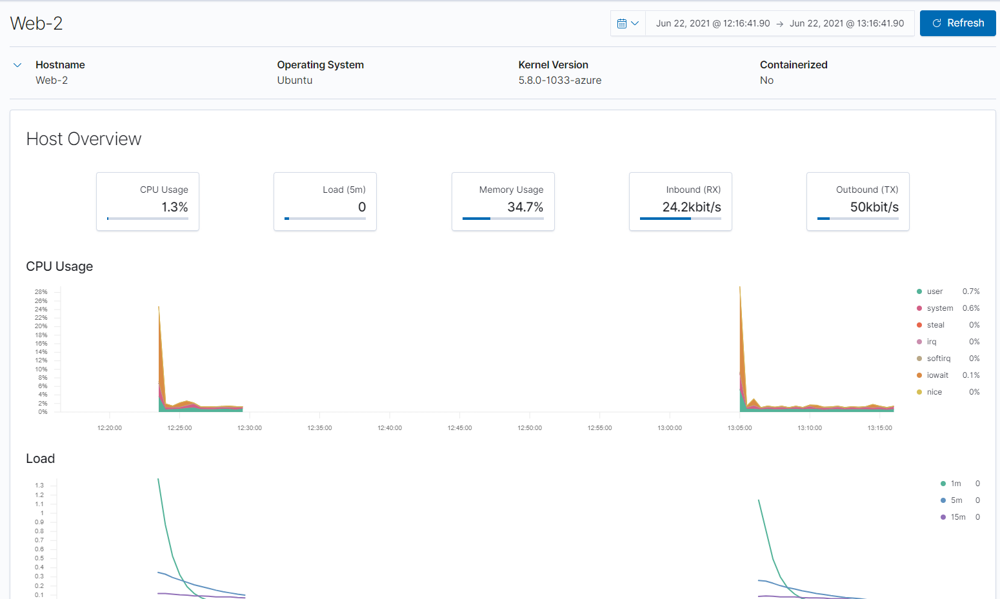 Web-2
Jun 22, 2021 @ 12:16:41.90 → Jun 22, 2021 @ 13:16:41.90
Refresh
Hostname
Web-2
Operating System
Ubuntu
Kernel Version
5.8.0-1033-azure
Containerized
No
Host Overview
CPU Usage
1.3%
Load (5m)
0
Memory Usage
34.7%
Inbound (RX)
24.2kbit/s
Outbound (TX)
50kbit/s
CPU Usage
28%
26%
24%
22%
20%
18%
16%
14%
12%
10%
8%
6%
4%
2%
0%
12:20:00 12:25:00 12:30:00 12:35:00 12:40:00 12:45:00 12:50:00 12:55:00 13:00:00 13:05:00 13:10:00 13:15:00
user 0.7%
system 0.6%
steal 0%
irq 0%
softirq 0%
iowait 0.1%
nice 0%
Load
1.3
1.2
1.1
1
0.9
0.8
0.7
0.6
0.5
0.4
0.3
0.2
0.1
1m 0
5m 0
15m 0